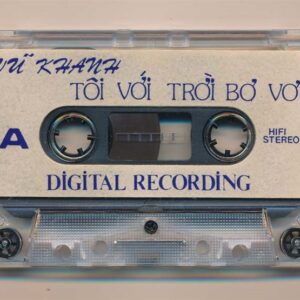 VŨ KHANH
TÔI VỚI TRỜI BƠ VƠ
A
HIFI
STEREO
DIGITAL RECORDING